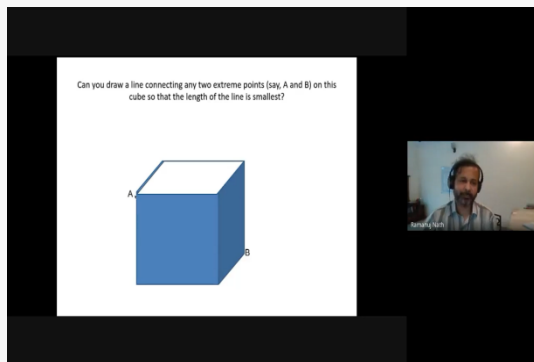 Can you draw a line connecting any two extreme points (say, A and B) on this
cube so that the length of the line is smallest?
A
B
Ramanuj Nath